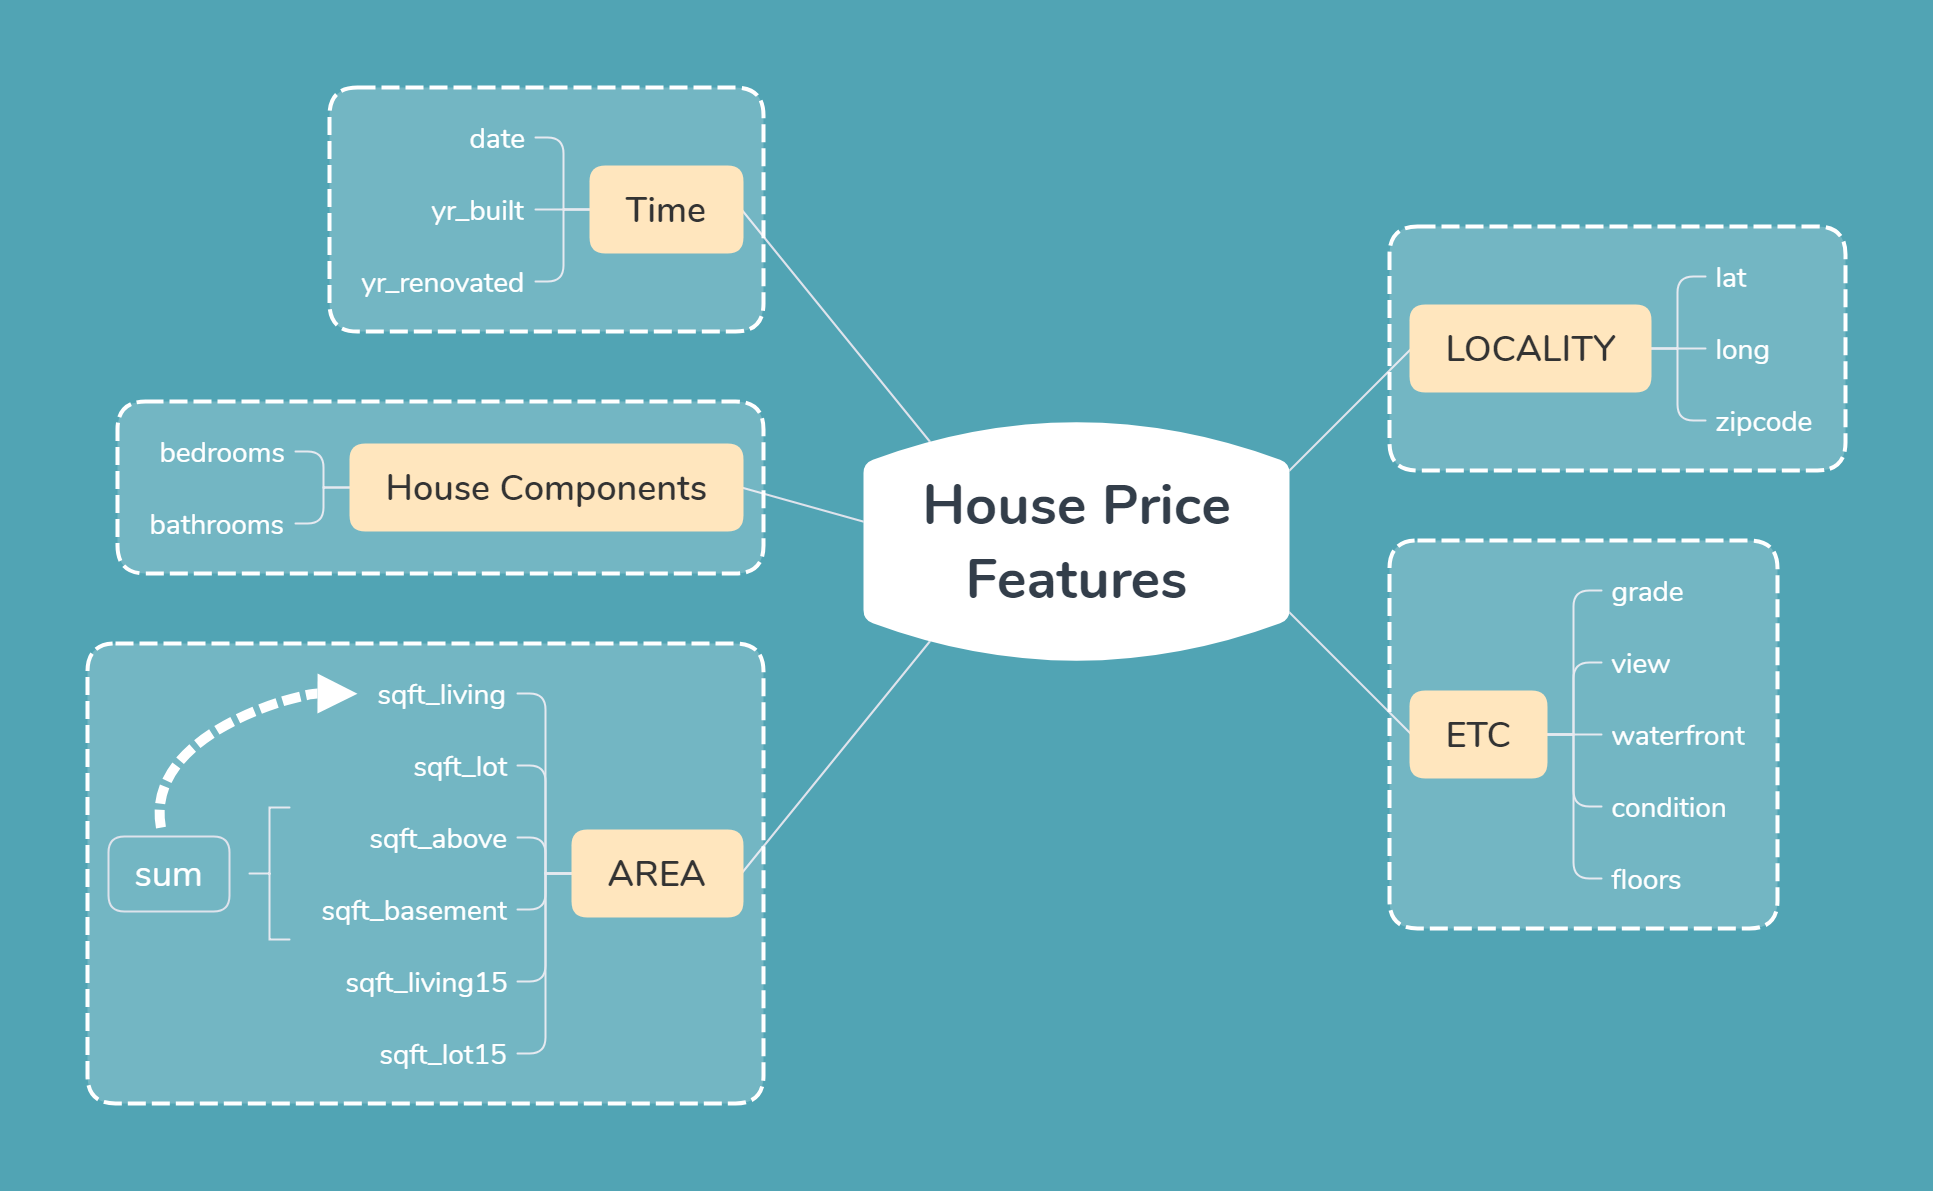 House Price
Features
Time
date
yr_built
yr_renovated
House Components
bedrooms
bathrooms
AREA
sqft_living
sqft_lot
sqft_above
sqft_basement
sqft_living15
sqft_lot15
sum
LOCALITY
lat
long
zipcode
ETC
grade
view
waterfront
condition
floors